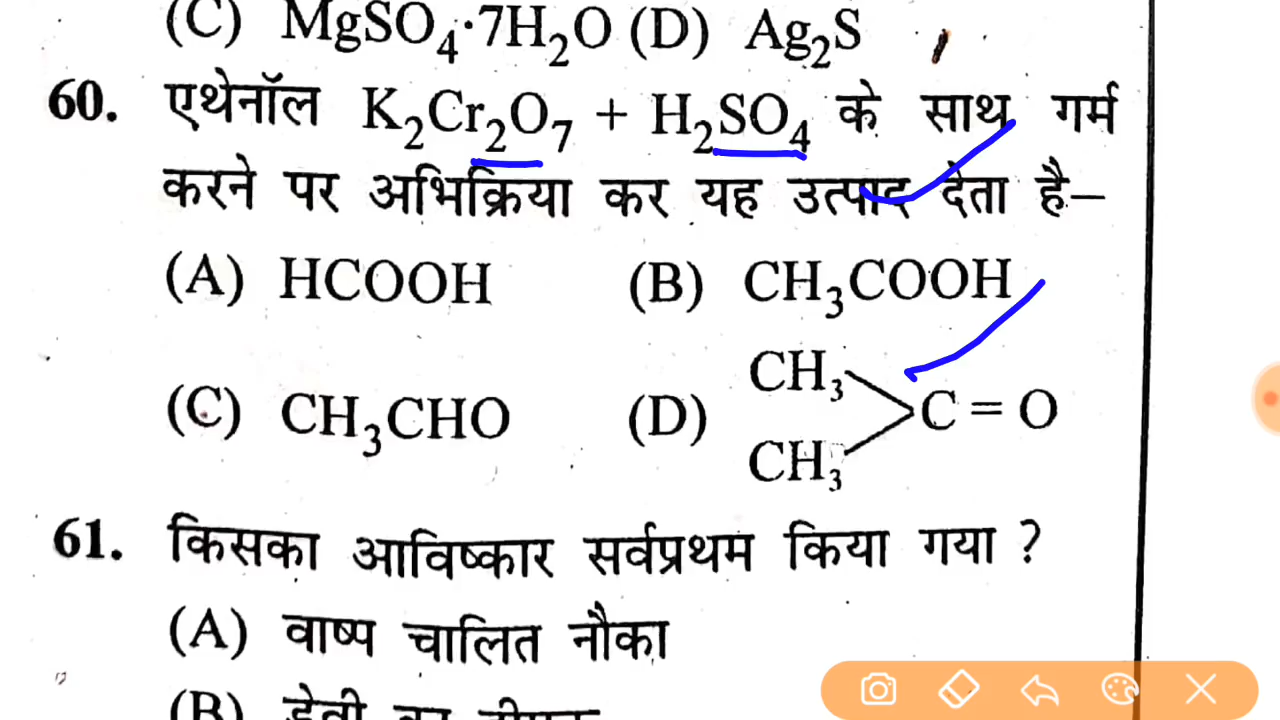 (C) MgSO₄·7H₂O (D) Ag₂S
60. एथेनॉल K₂Cr₂O₇ + H₂SO₄ के साथ गर्म
करने पर अभिक्रिया कर यह उत्पाद देता है–
(A) HCOOH (B) CH₃COOH
(C) CH₃CHO (D) CH₃ CH₃ C = O
61. किसका आविष्कार सर्वप्रथम किया गया ?
(A) वाष्प चालित नौका
(B)